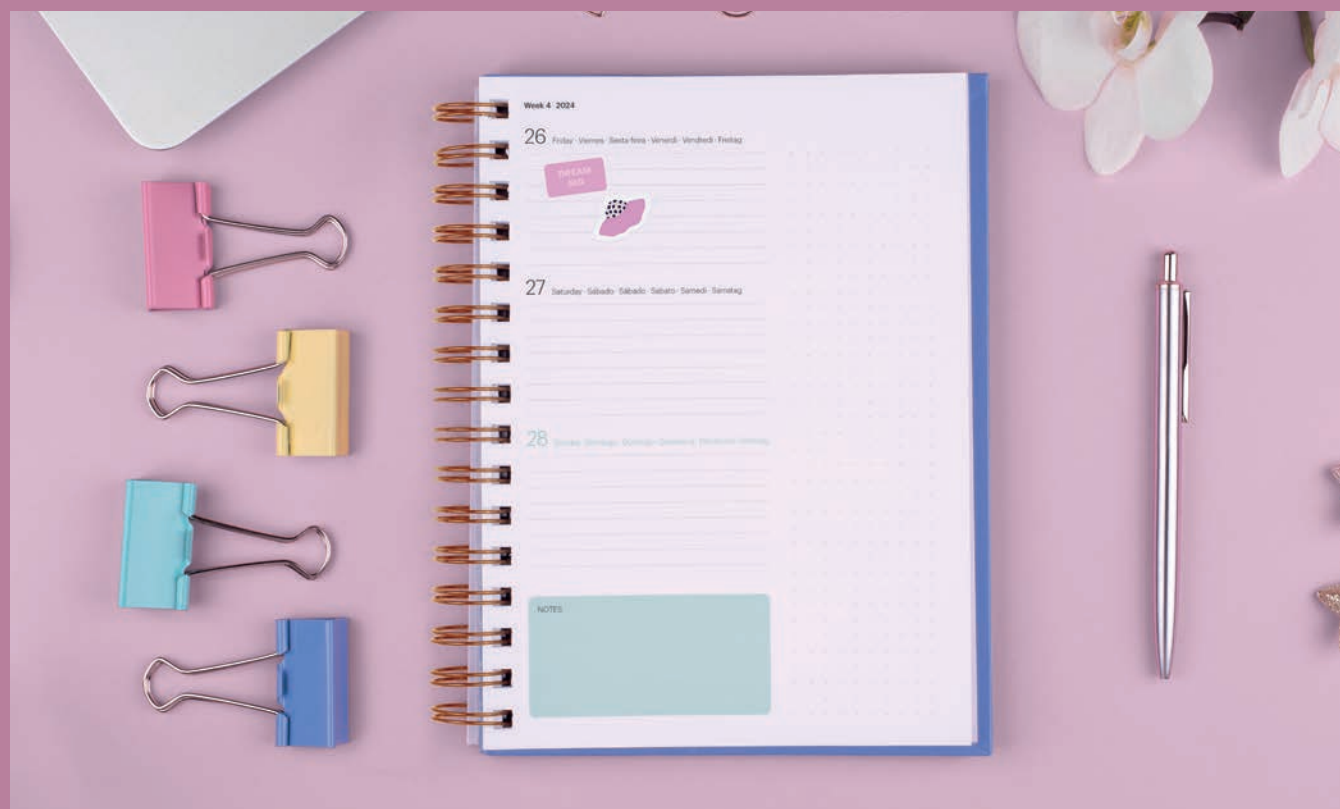 Week 4 2024
26 Friday · Viernes · Sexta-feira · Venerdì · Vendredi · Freitag
DREAM
BIG
27 Saturday · Sábado · Sábado · Sabato · Samedi · Samstag
28
NOTES